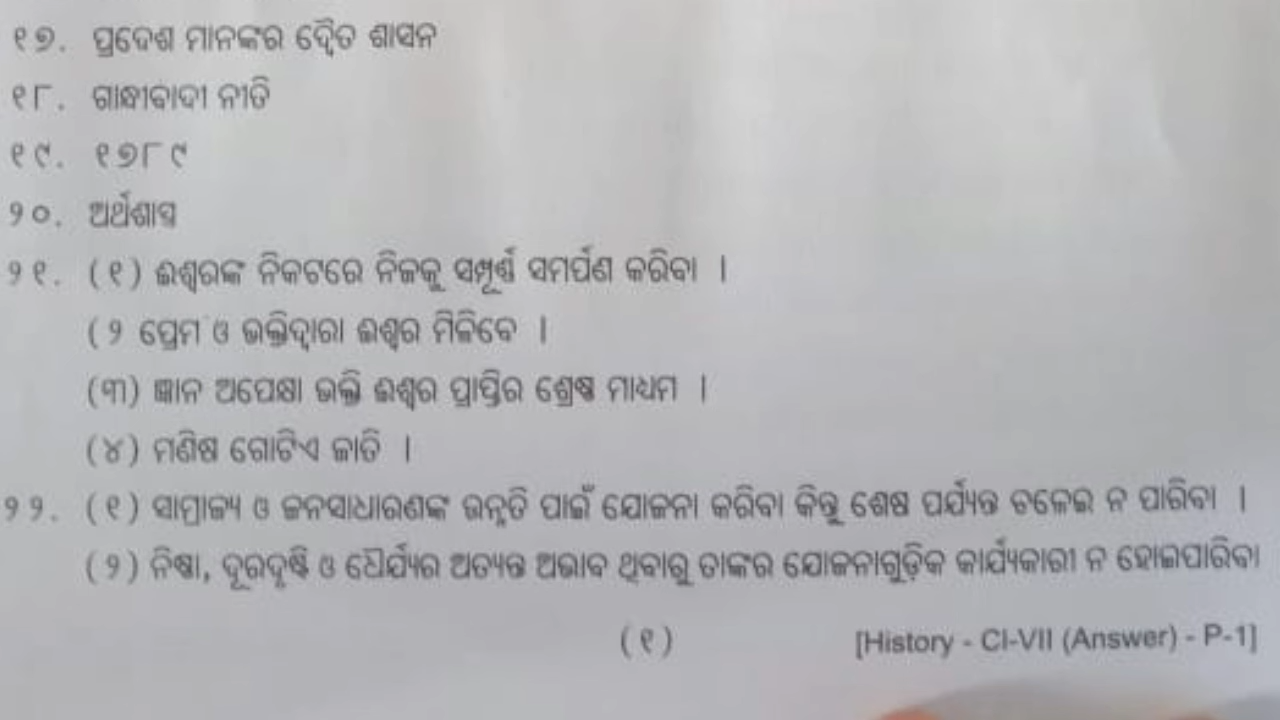 ୧୭. ପ୍ରଦେଶ ମାନଙ୍କର ଦ୍ୱୈତ ଶାସନ
୧୮. ଗାନ୍ଧୀବାଦୀ ନୀତି
୧୯. ୧୭୮୯
୨୦. ଅର୍ଥଶାସ୍ତ୍ର
୨୧. (୧) ଈଶ୍ୱରଙ୍କ ନିକଟରେ ନିଜକୁ ସମ୍ପୂର୍ଣ୍ଣ ସମର୍ପଣ କରିବା ।
(୨ ପ୍ରେମ ଓ ଭକ୍ତିଦ୍ୱାରା ଈଶ୍ୱର ମିଳିବେ ।
(୩) ଜ୍ଞାନ ଅପେକ୍ଷା ଭକ୍ତି ଈଶ୍ୱର ପ୍ରାପ୍ତିର ଶ୍ରେଷ୍ଠ ମାଧ୍ୟମ ।
(୪) ମଣିଷ ଗୋଟିଏ ଜାତି ।
୨୨. (୧) ସାମ୍ରାଜ୍ୟ ଓ ଜନସାଧାରଣଙ୍କ ଉନ୍ନତି ପାଇଁ ଯୋଜନା କରିବା କିନ୍ତୁ ଶେଷ ପର୍ଯ୍ୟନ୍ତ ଚଳେଇ ନ ପାରିବା ।
(୨) ନିଷ୍ଠା, ଦୂରଦୃଷ୍ଟି ଓ ଧୈର୍ଯ୍ୟର ଅତ୍ୟନ୍ତ ଅଭାବ ଥିବାରୁ ତାଙ୍କର ଯୋଜନାଗୁଡ଼ିକ କାର୍ଯ୍ୟକାରୀ ନ ହୋଇପାରିବା
(୧) [History - Cl-VII (Answer) - P-1]